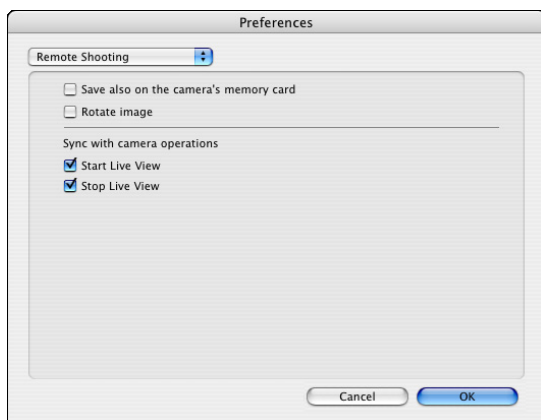 Preferences
Remote Shooting
Save also on the camera's memory card
Rotate image
Sync with camera operations
Start Live View
Stop Live View
Cancel OK